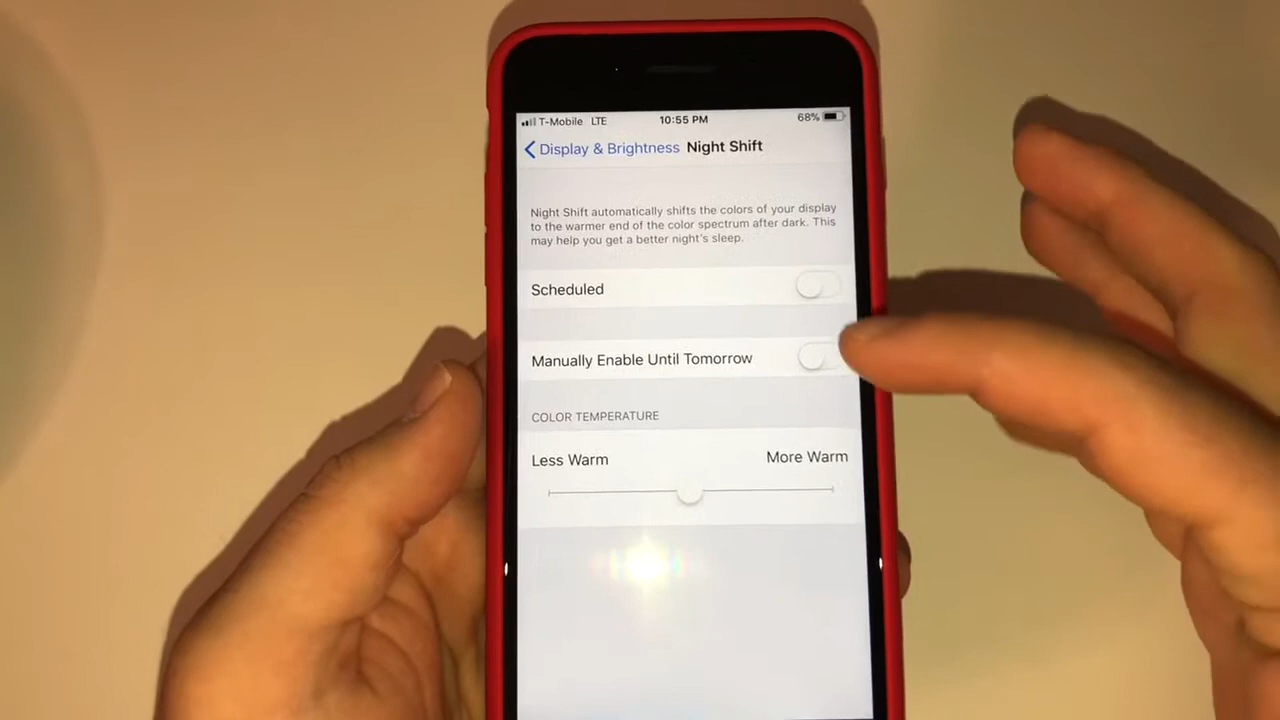 T-Mobile LTE 10:55 PM 68%
Display & Brightness Night Shift
Night Shift automatically shifts the colors of your display
to the warmer end of the color spectrum after dark. This
may help you get a better night's sleep.
Scheduled
Manually Enable Until Tomorrow
COLOR TEMPERATURE
Less Warm More Warm